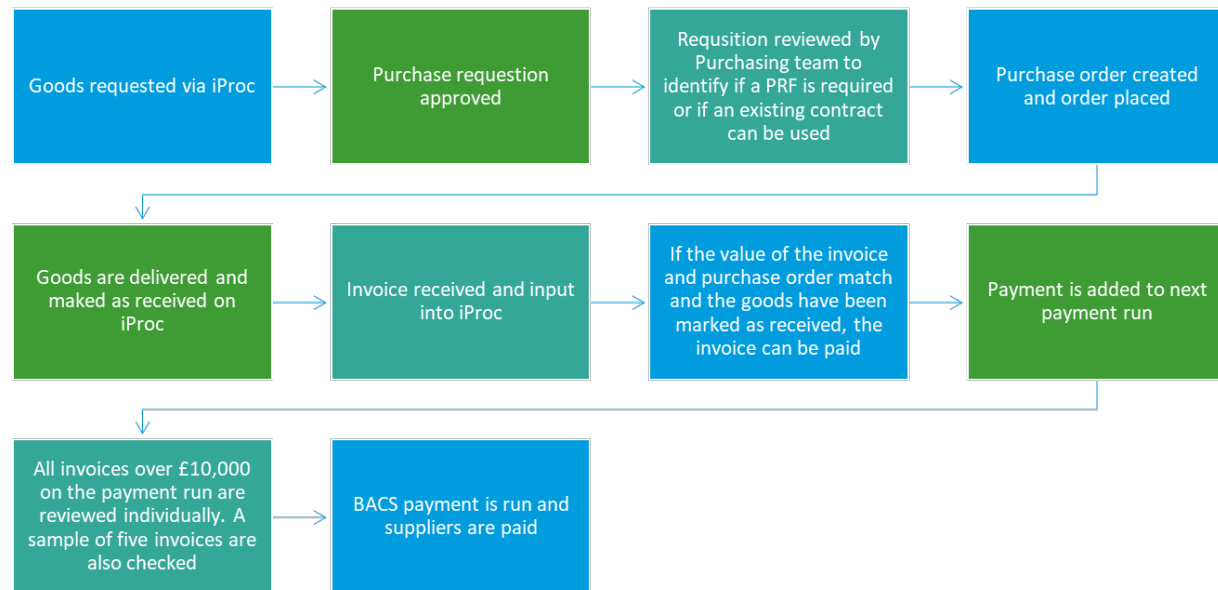 Goods requested via iProc
Purchase requestion
approved
Requsition reviewed by
Purchasing team to
identify if a PRF is required
or if an existing contract
can be used
Purchase order created
and order placed
Goods are delivered and
maked as received on
iProc
Invoice received and input
into iProc
If the value of the invoice
and purchase order match
and the goods have been
marked as received, the
invoice can be paid
Payment is added to next
payment run
All invoices over £10,000
on the payment run are
reviewed individually. A
sample of five invoices are
also checked
BACS payment is run and
suppliers are paid